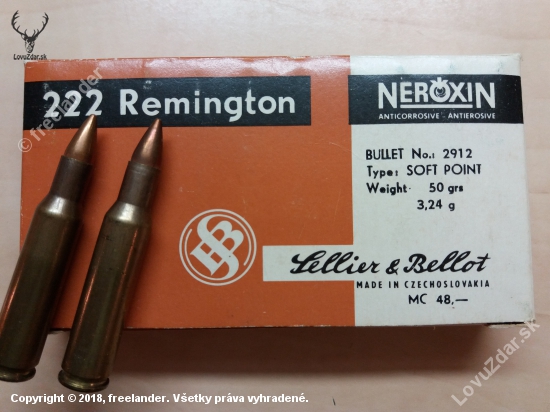 LovuZdar.sk
© freelander
222 Remington
NEROXIN
ANTICORROSIVE - ANTIEROSIVE
BULLET No.: 2912
Type: SOFT POINT
Weight 50 grs
3,24 g
Sellier & Bellot
MADE IN CZECHOSLOVAKIA
MC 48,—
LovuZdar.sk
Copyright © 2018, freelander. Všetky práva vyhradené.